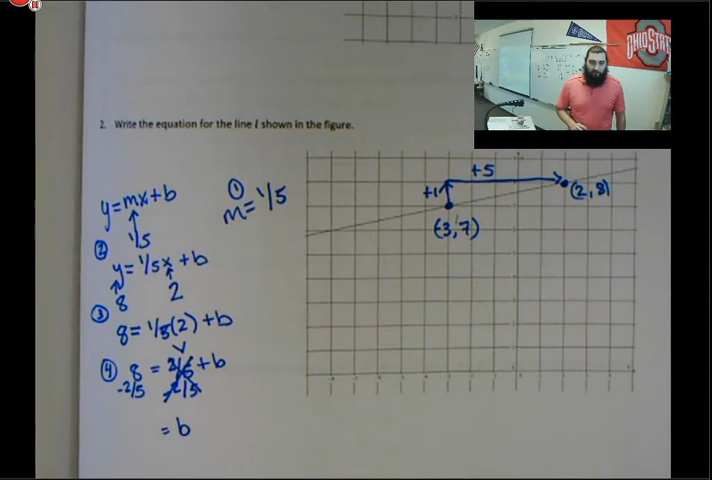 OHIO STATE
2. Write the equation for the line l shown in the figure.
y=mx+b
① m=1/5
1/5
② y=1/5x+b
8 2
③ 8=1/5(2)+b
④ 8=2/5+b
-2/5 -2/5
=b
+5
+1
(2,8)
(-3,7)